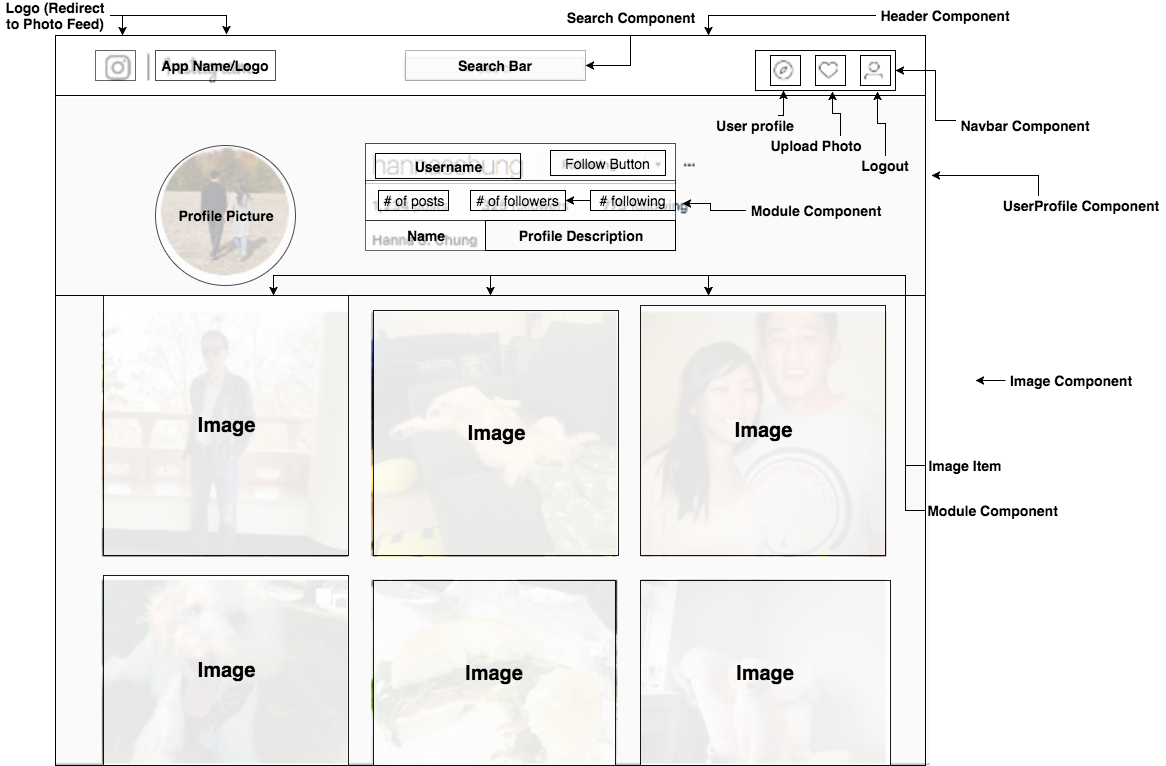 Logo (Redirect
to Photo Feed)
Search Component
Header Component
App Name/Logo
Search Bar
User profile
Upload Photo
Logout
Navbar Component
Username
Follow Button
Profile Picture
# of posts
# of followers
# following
Module Component
UserProfile Component
Name
Profile Description
Image Component
Image
Image
Image
Image Item
Module Component
Image
Image
Image